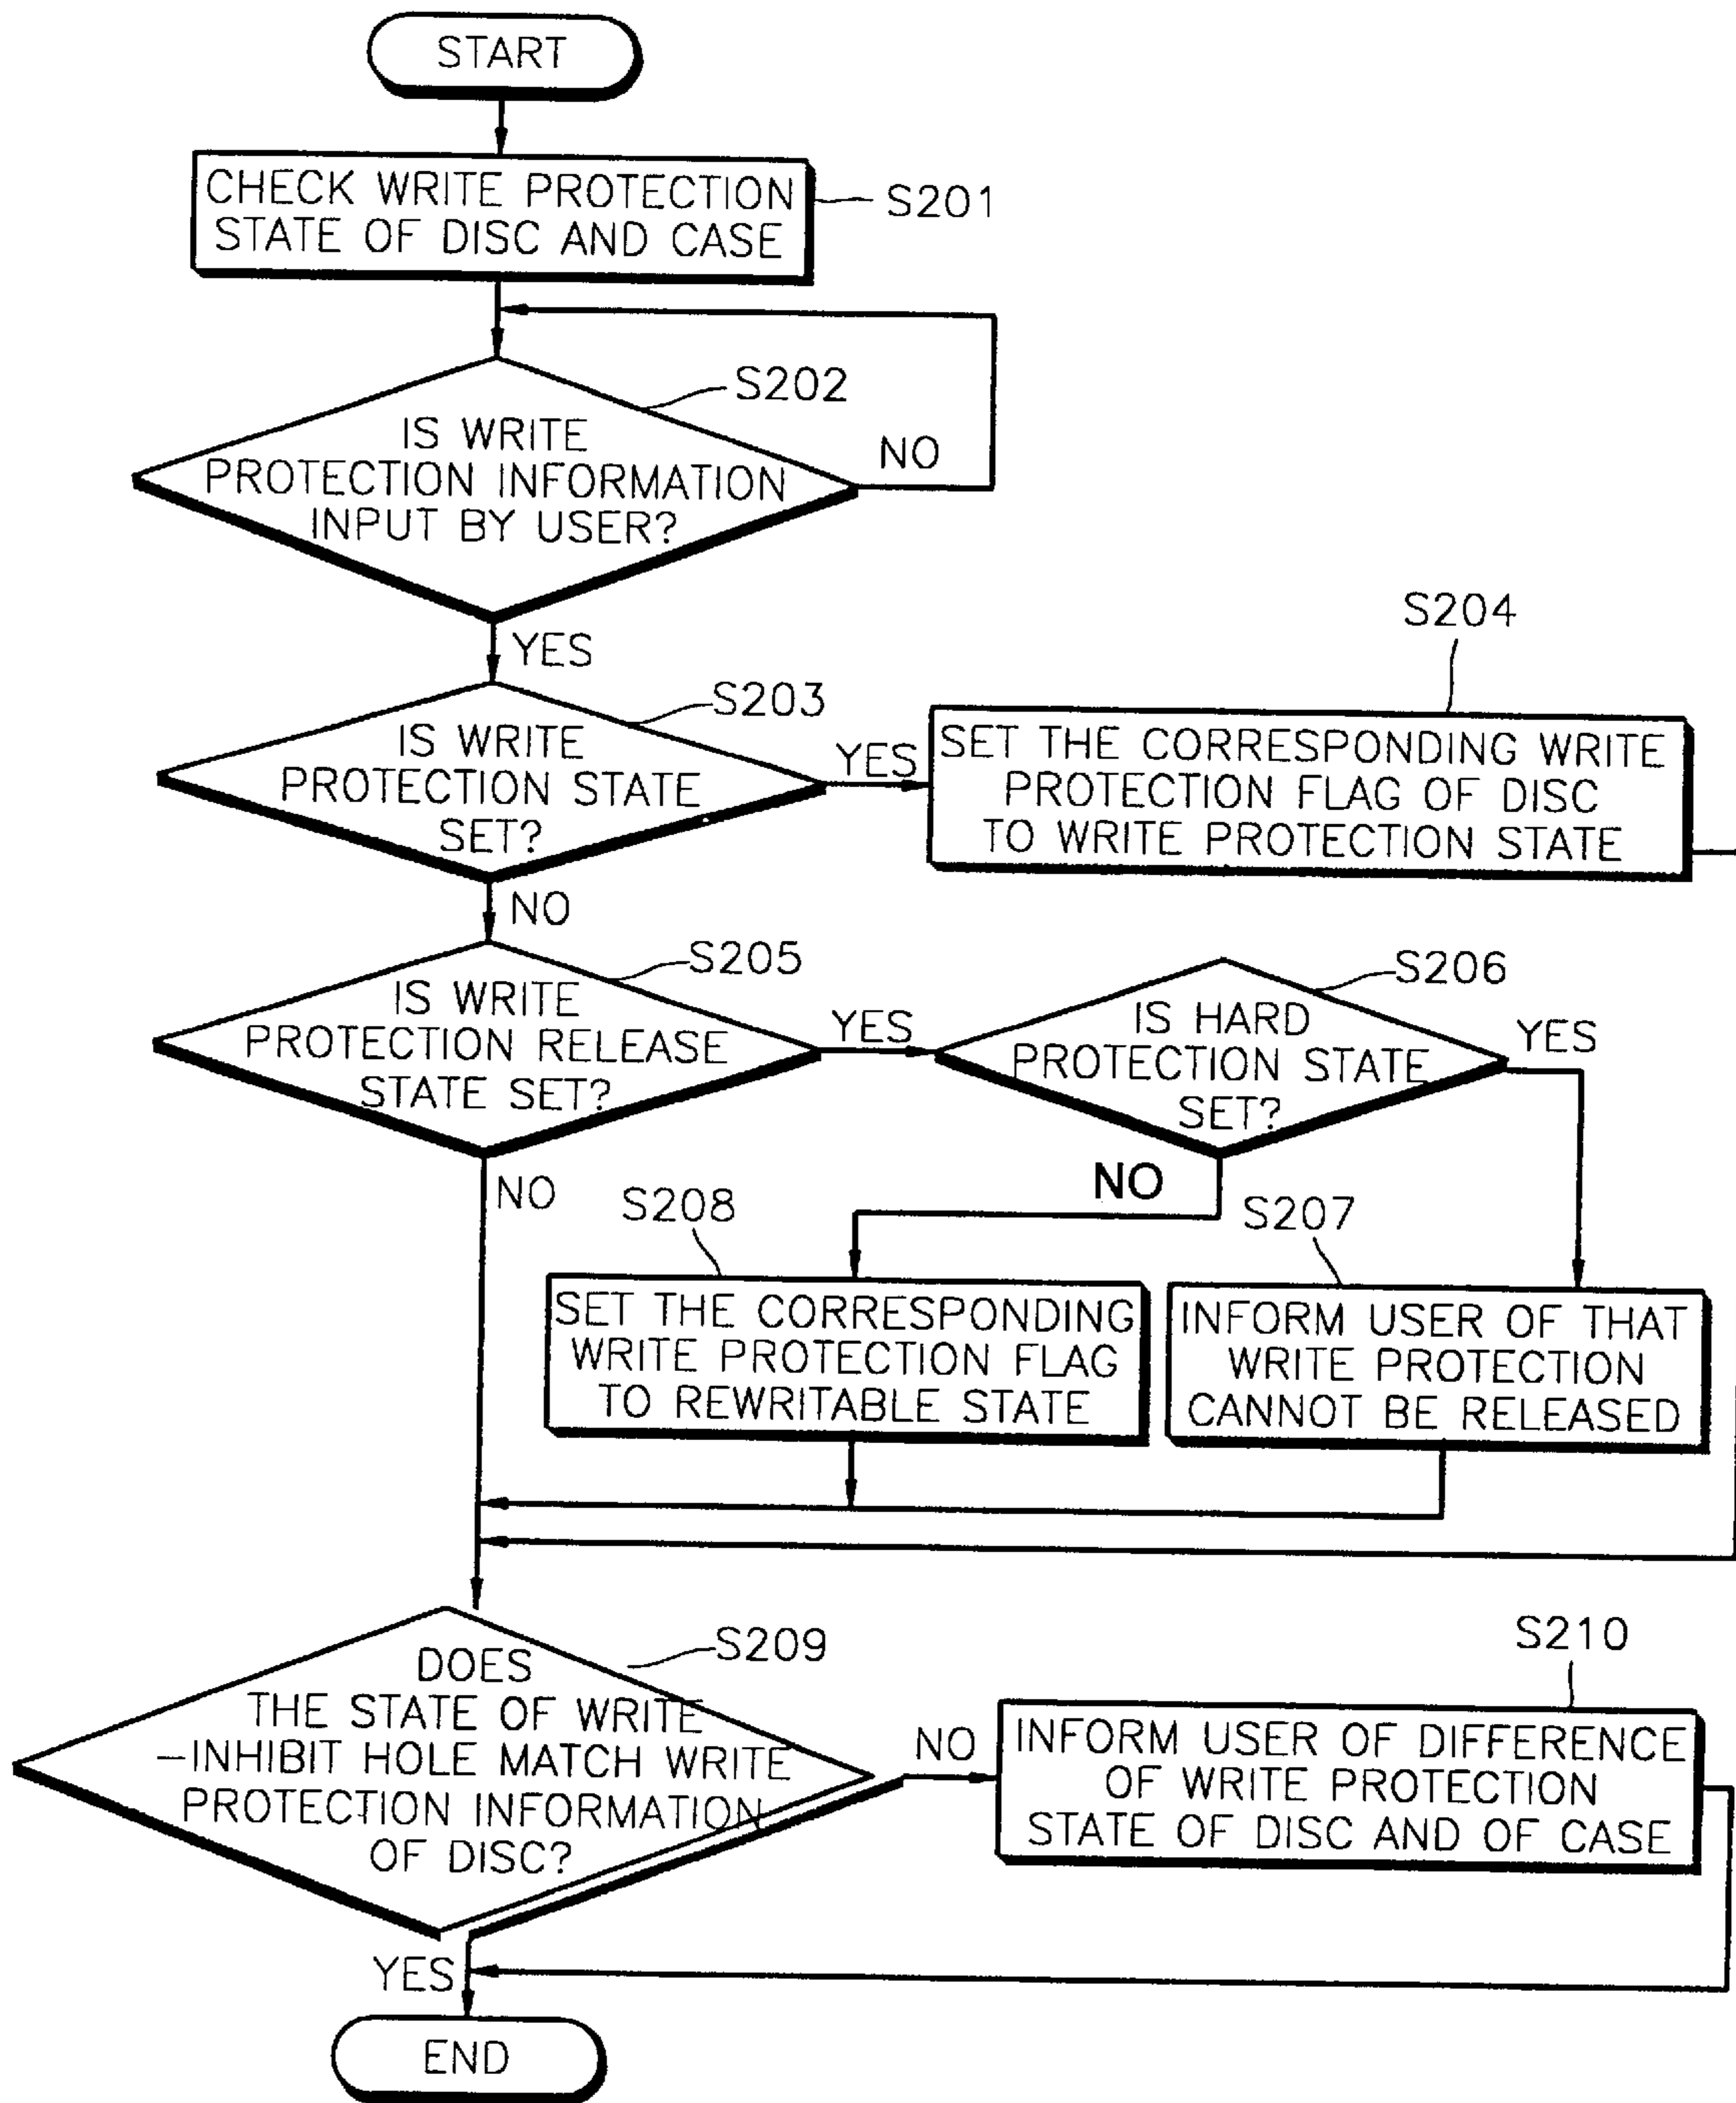 START
CHECK WRITE PROTECTION
STATE OF DISC AND CASE
S201
S202
IS WRITE
PROTECTION INFORMATION
INPUT BY USER?
NO
YES
S203
IS WRITE
PROTECTION STATE
SET?
YES
S204
SET THE CORRESPONDING WRITE
PROTECTION FLAG OF DISC
TO WRITE PROTECTION STATE
NO
S205
IS WRITE
PROTECTION RELEASE
STATE SET?
YES
S206
IS HARD
PROTECTION STATE
SET?
YES
NO
NO
S208
SET THE CORRESPONDING
WRITE PROTECTION FLAG
TO REWRITABLE STATE
S207
INFORM USER OF THAT
WRITE PROTECTION
CANNOT BE RELEASED
S209
DOES
THE STATE OF WRITE
-INHIBIT HOLE MATCH WRITE
PROTECTION INFORMATION
OF DISC?
NO
S210
INFORM USER OF DIFFERENCE
OF WRITE PROTECTION
STATE OF DISC AND OF CASE
YES
END